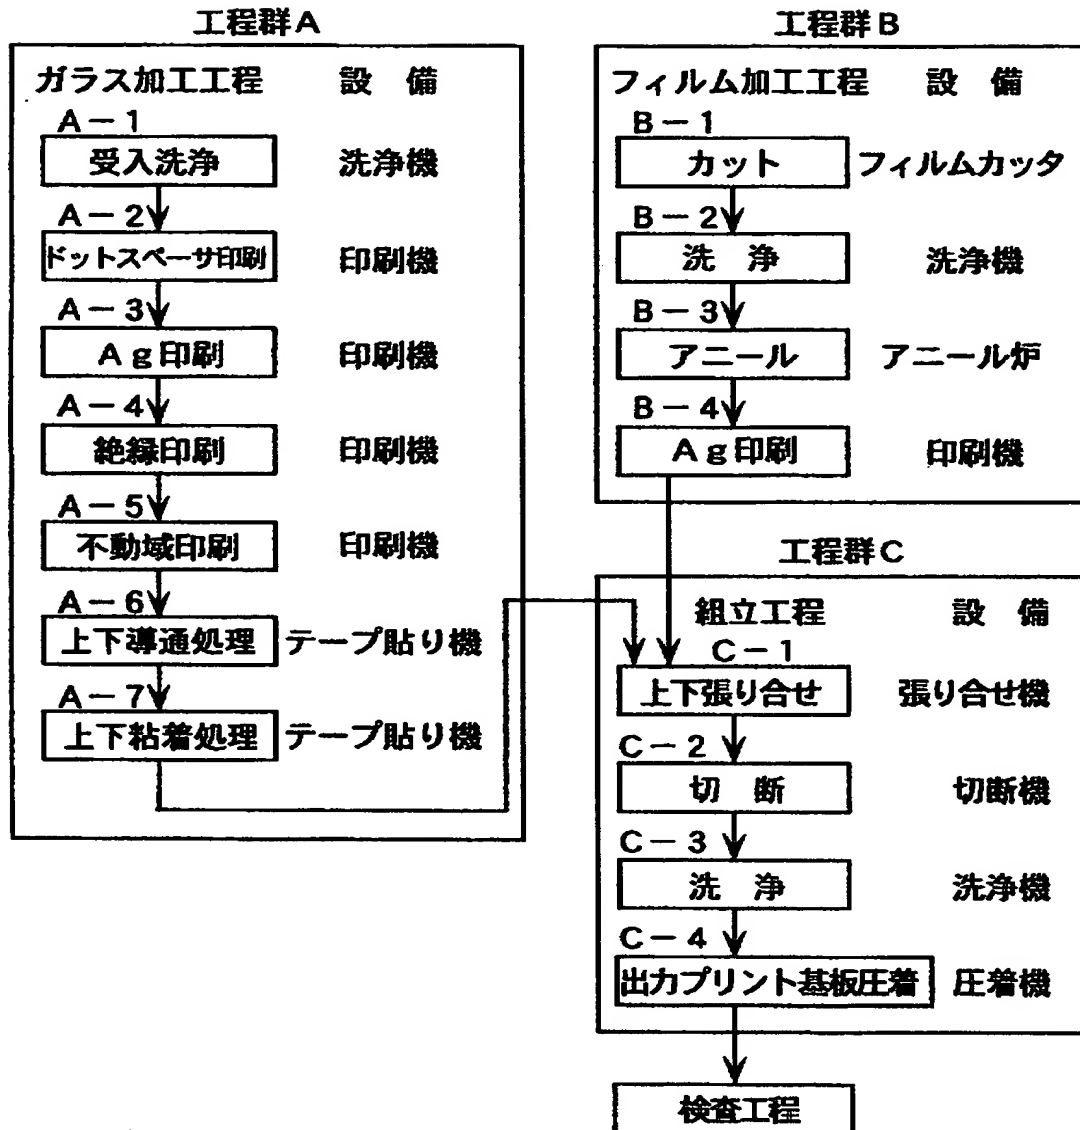 工程群A
ガラス加工工程 設 備
A-1
受入洗浄 洗浄機
A-2
ドットスペーサ印刷 印刷機
A-3
Ag印刷 印刷機
A-4
絶縁印刷 印刷機
A-5
不動域印刷 印刷機
A-6
上下導通処理 テープ貼り機
A-7
上下粘着処理 テープ貼り機
工程群B
フィルム加工工程 設 備
B-1
カット フィルムカッタ
B-2
洗 浄 洗浄機
B-3
アニール アニール炉
B-4
Ag印刷 印刷機
工程群C
組立工程 設 備
C-1
上下張り合せ 張り合せ機
C-2
切 断 切断機
C-3
洗 浄 洗浄機
C-4
出力プリント基板圧着 圧着機
検査工程